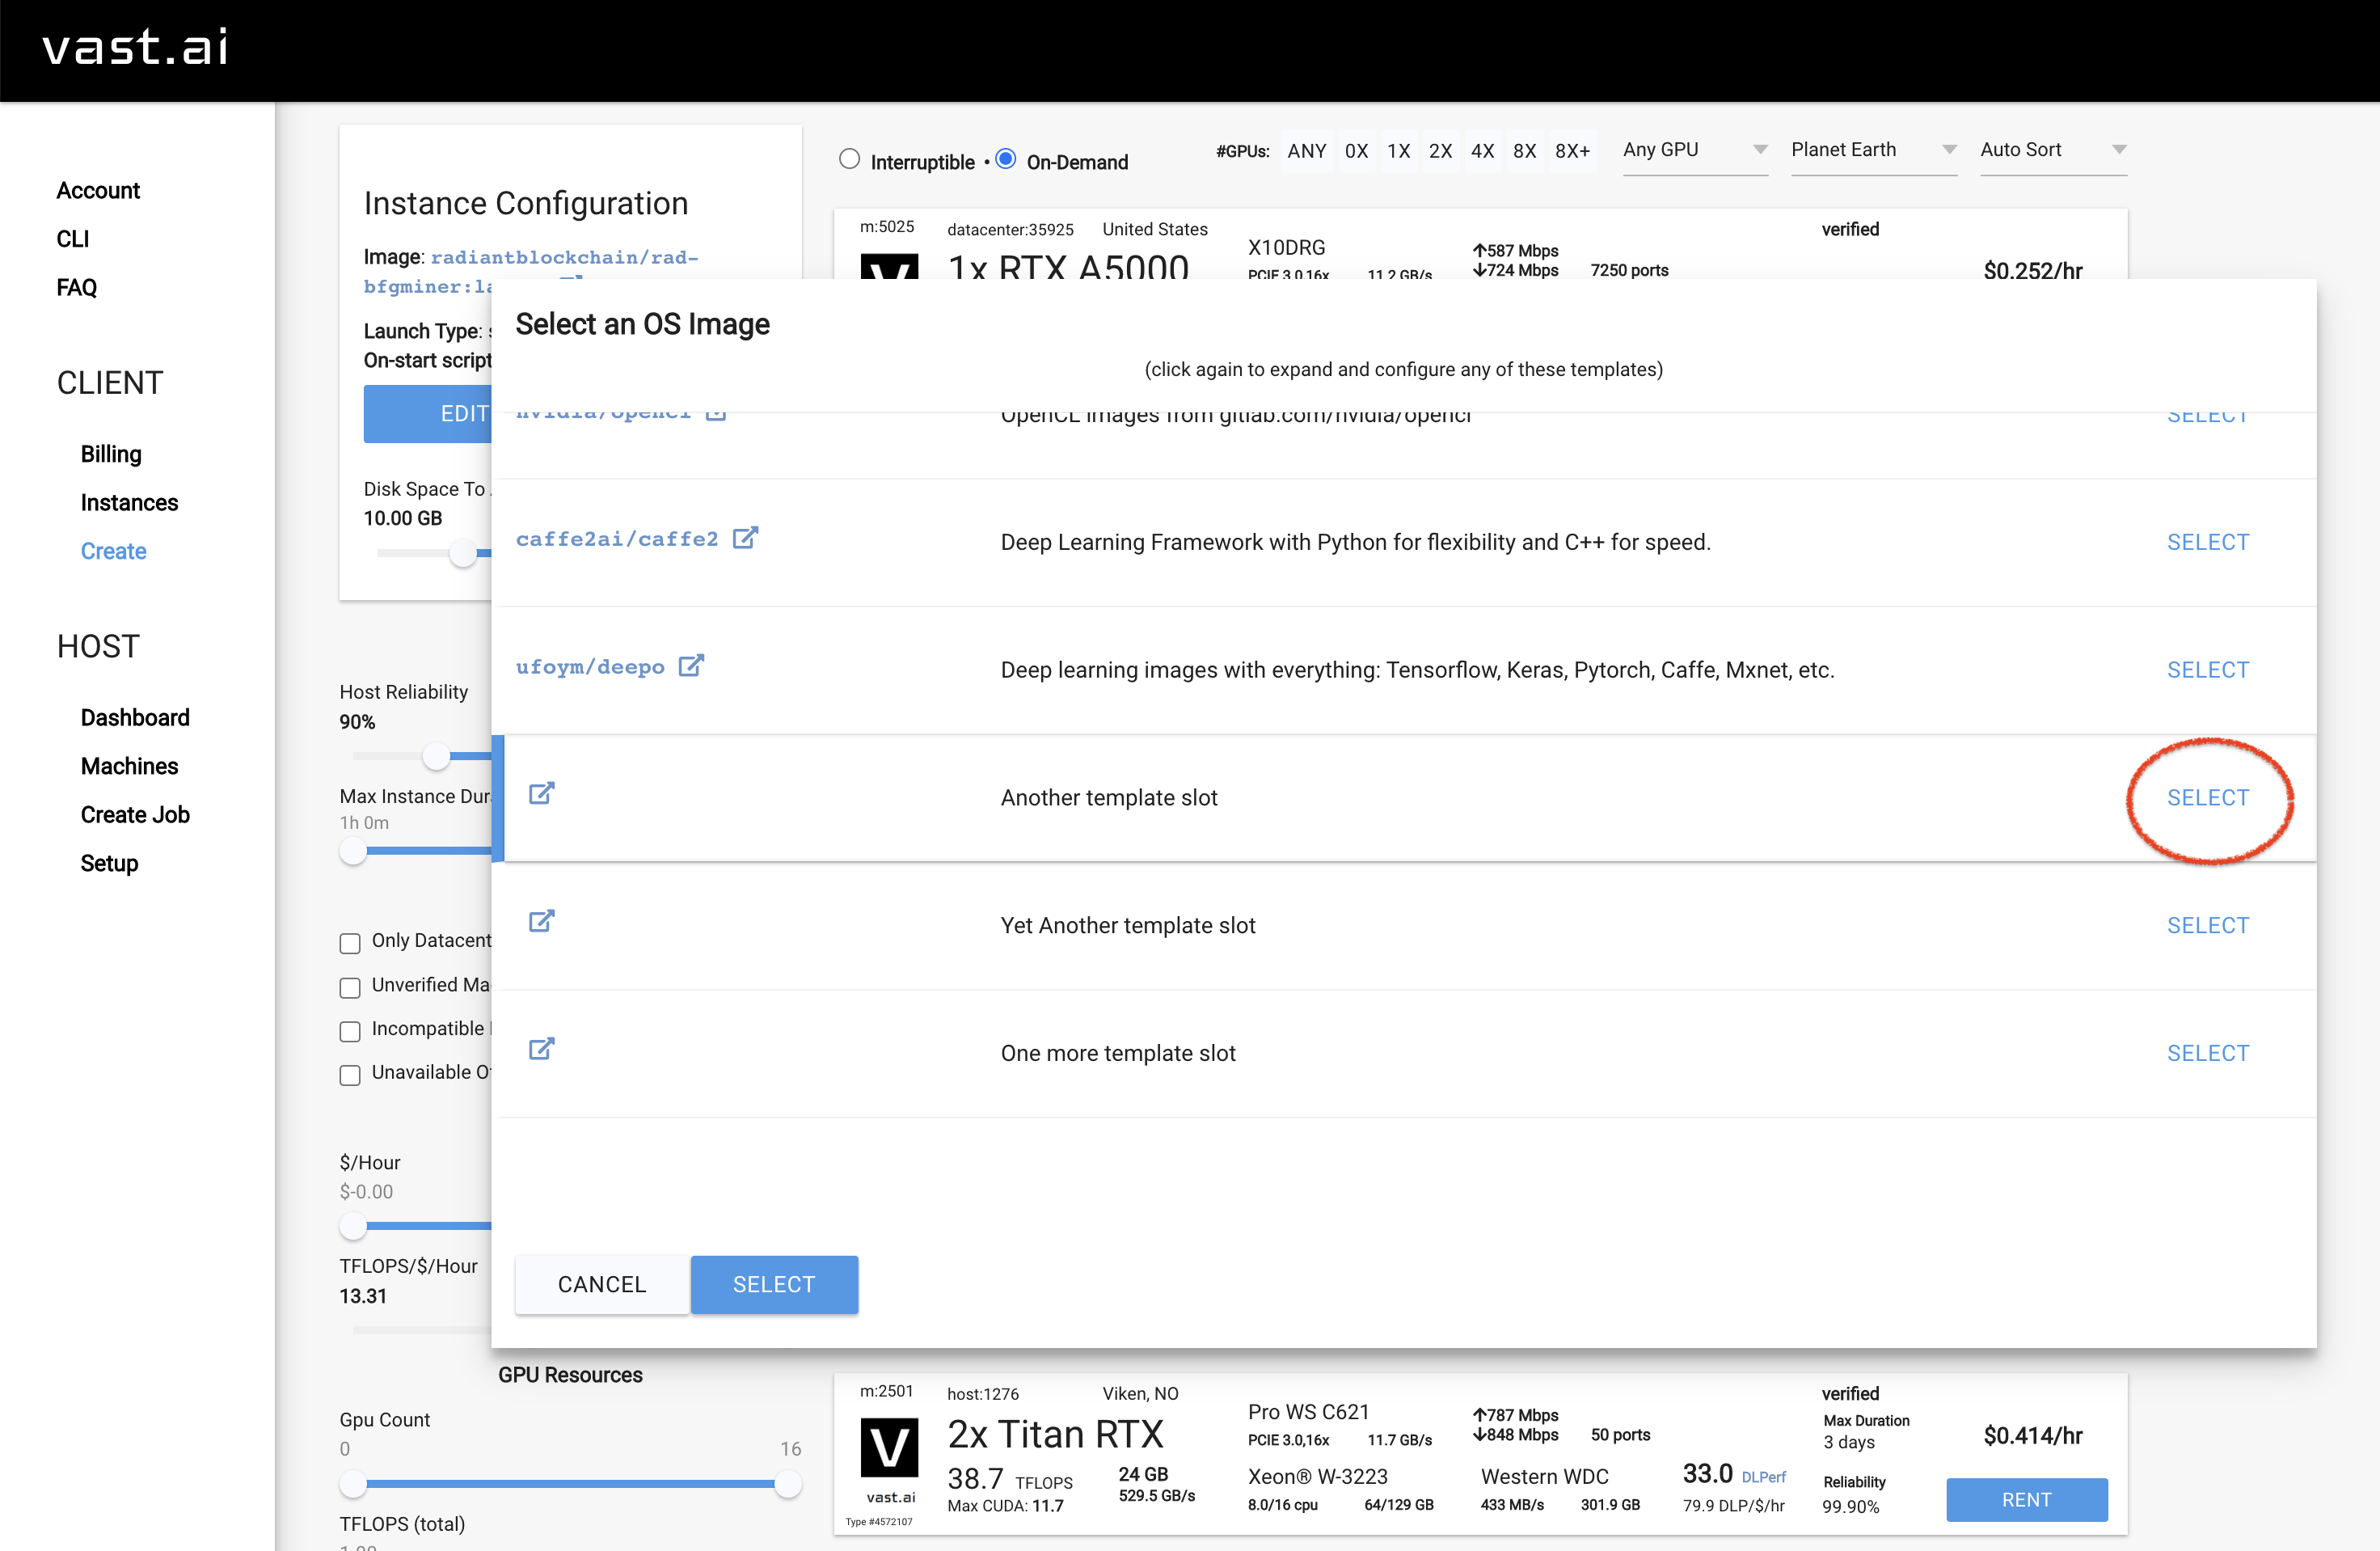 vast.ai
Account
CLI
FAQ
CLIENT
Billing
Instances
Create
HOST
Dashboard
Machines
Create Job
Setup
Instance Configuration
Image: radiantblockchain/rad-
bfgminer:la
Launch Type:
On-start script
EDIT
Disk Space To
10.00 GB
Host Reliability
90%
Max Instance Dur
1h 0m
Only Datacent
Unverified Ma
Incompatible
Unavailable O
$/Hour
$-0.00
TFLOPS/$/Hour
13.31
GPU Resources
Gpu Count
0 16
TFLOPS (total)
Interruptible • On-Demand
#GPUs: ANY 0X 1X 2X 4X 8X 8X+ Any GPU Planet Earth Auto Sort
m:5025 datacenter:35925 United States X10DRG verified
1x RTX A5000 PCIE 3.0,16x 11.2 GB/s ↑587 Mbps ↓724 Mbps 7250 ports $0.252/hr
Select an OS Image
(click again to expand and configure any of these templates)
nvidia/opencl OpenCL images from gitlab.com/nvidia/opencl SELECT
caffe2ai/caffe2 Deep Learning Framework with Python for flexibility and C++ for speed. SELECT
ufoym/deepo Deep learning images with everything: Tensorflow, Keras, Pytorch, Caffe, Mxnet, etc. SELECT
Another template slot SELECT
Yet Another template slot SELECT
One more template slot SELECT
CANCEL SELECT
m:2501 host:1276 Viken, NO Pro WS C621 ↑787 Mbps verified
V 2x Titan RTX PCIE 3.0,16x 11.7 GB/s ↓848 Mbps 50 ports Max Duration 3 days $0.414/hr
38.7 TFLOPS 24 GB Xeon® W-3223 Western WDC 33.0 DLPerf Reliability
vast.ai Max CUDA: 11.7 529.5 GB/s 8.0/16 cpu 64/129 GB 433 MB/s 301.9 GB 79.9 DLP/$/hr 99.90% RENT
Type #4572107